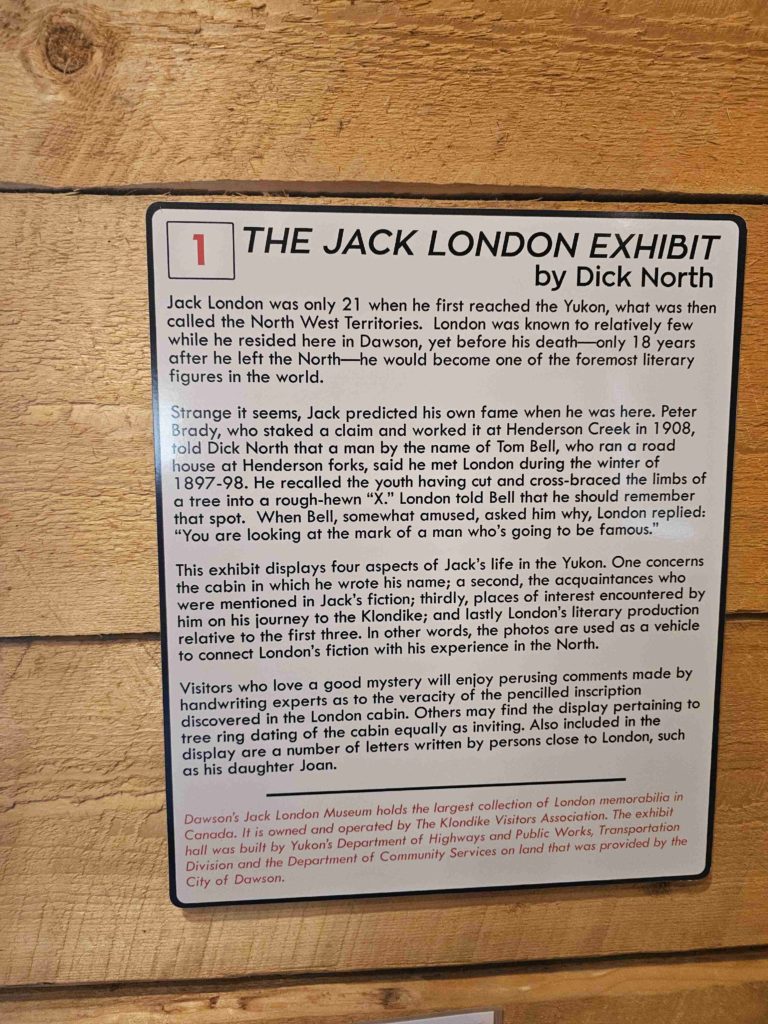 1
THE JACK LONDON EXHIBIT
by Dick North
Jack London was only 21 when he first reached the Yukon, what was then
called the North West Territories. London was known to relatively few
while he resided here in Dawson, yet before his death—only 18 years
after he left the North—he would become one of the foremost literary
figures in the world.
Strange it seems, Jack predicted his own fame when he was here. Peter
Brady, who staked a claim and worked it at Henderson Creek in 1908,
told Dick North that a man by the name of Tom Bell, who ran a road
house at Henderson forks, said he met London during the winter of
1897-98. He recalled the youth having cut and cross-braced the limbs of
a tree into a rough-hewn “X.” London told Bell that he should remember
that spot. When Bell, somewhat amused, asked him why, London replied:
“You are looking at the mark of a man who’s going to be famous.”
This exhibit displays four aspects of Jack’s life in the Yukon. One concerns
the cabin in which he wrote his name; a second, the acquaintances who
were mentioned in Jack’s fiction; thirdly, places of interest encountered by
him on his journey to the Klondike; and lastly London’s literary production
relative to the first three. In other words, the photos are used as a vehicle
to connect London’s fiction with his experience in the North.
Visitors who love a good mystery will enjoy perusing comments made by
handwriting experts as to the veracity of the pencilled inscription
discovered in the London cabin. Others may find the display pertaining to
tree ring dating of the cabin equally as inviting. Also included in the
display are a number of letters written by persons close to London, such
as his daughter Joan.
Dawson’s Jack London Museum holds the largest collection of London memorabilia in
Canada. It is owned and operated by The Klondike Visitors Association. The exhibit
hall was built by Yukon’s Department of Highways and Public Works, Transportation
Division and the Department of Community Services on land that was provided by the
City of Dawson.